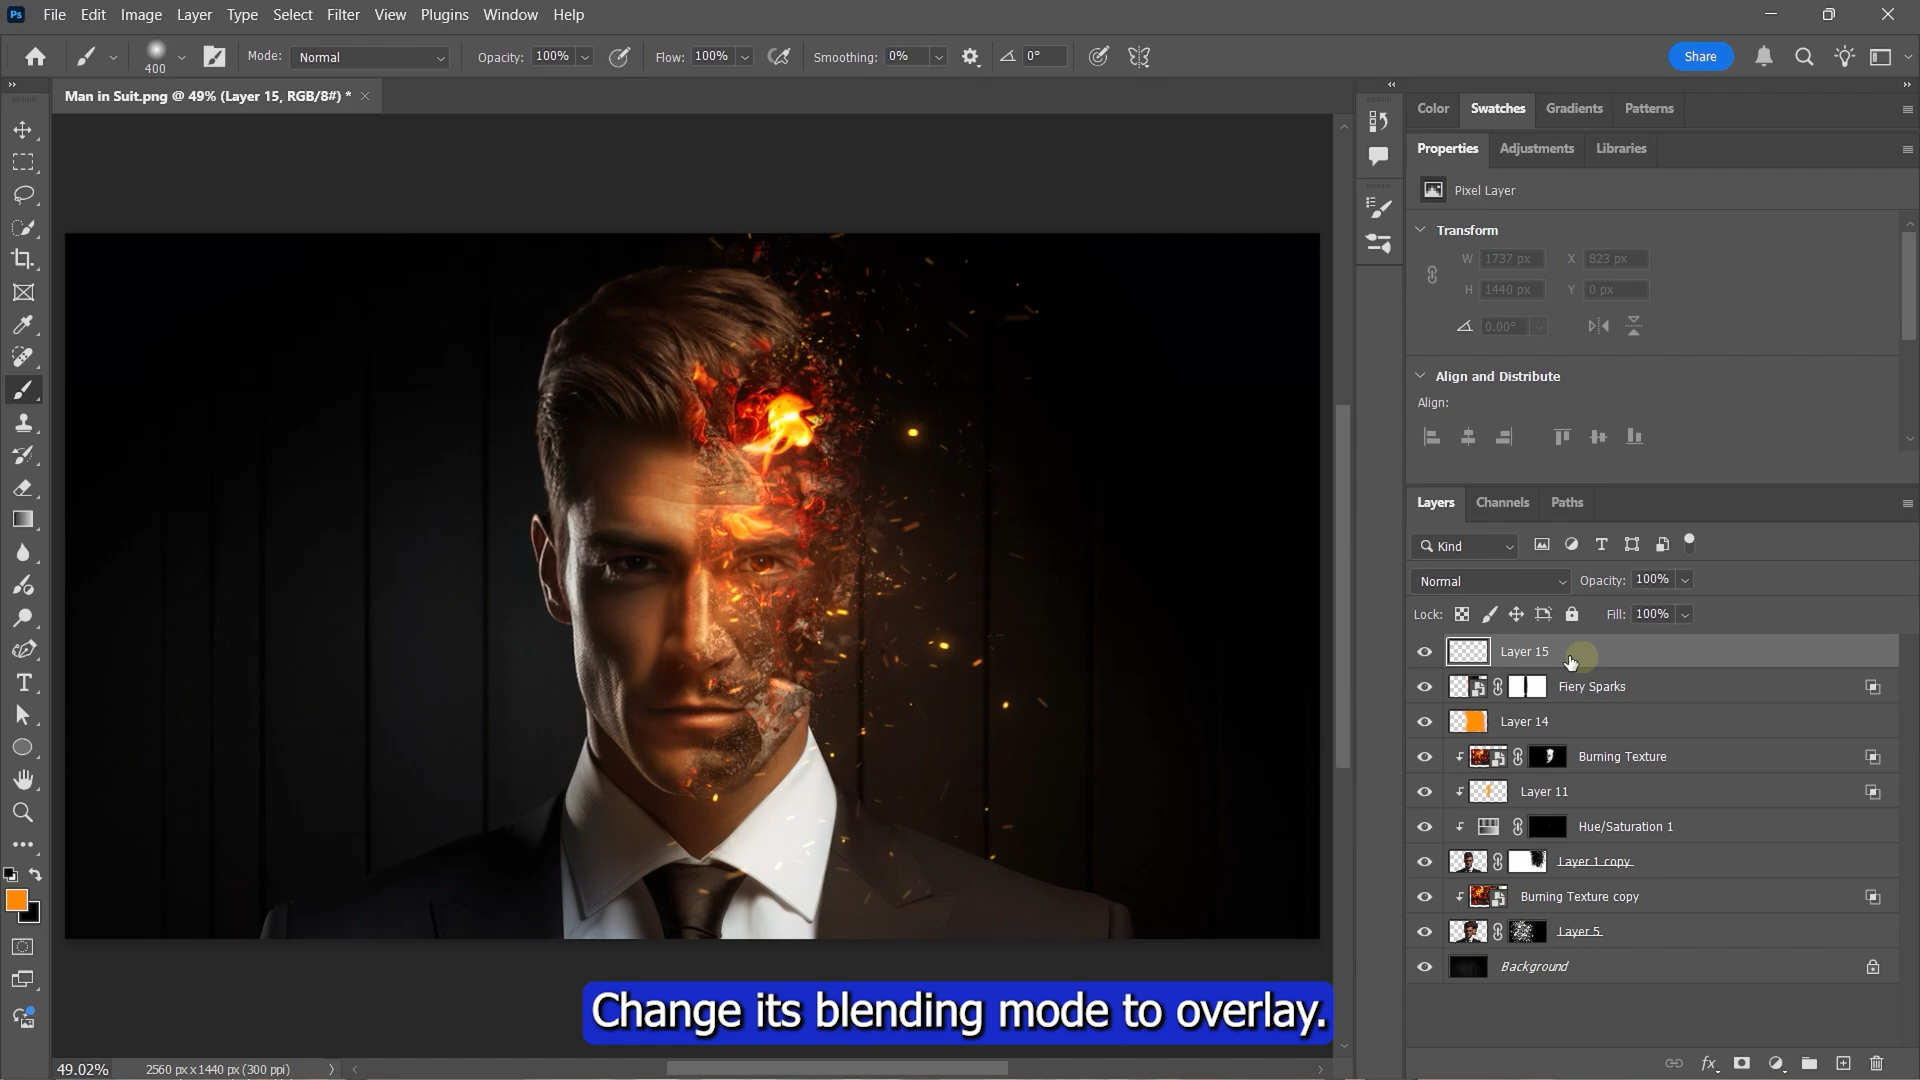 Ps File Edit Image Layer Type Select Filter View Plugins Window Help
400 Mode: Normal Opacity: 100% Flow: 100% Smoothing: 0% 0° Share
Man in Suit.png @ 49% (Layer 15, RGB/8#) *
Color Swatches Gradients Patterns
Properties Adjustments Libraries
Pixel Layer
Transform
W 1737 px X 823 px
H 1440 px Y 0 px
0.00°
Align and Distribute
Align:
Layers Channels Paths
Kind
Normal Opacity: 100%
Lock: Fill: 100%
Layer 15
Fiery Sparks
Layer 14
Burning Texture
Layer 11
Hue/Saturation 1
Layer 1 copy
Burning Texture copy
Layer 5
Background
Change its blending mode to overlay.
49.02% 2560 px x 1440 px (300 ppi)
fx